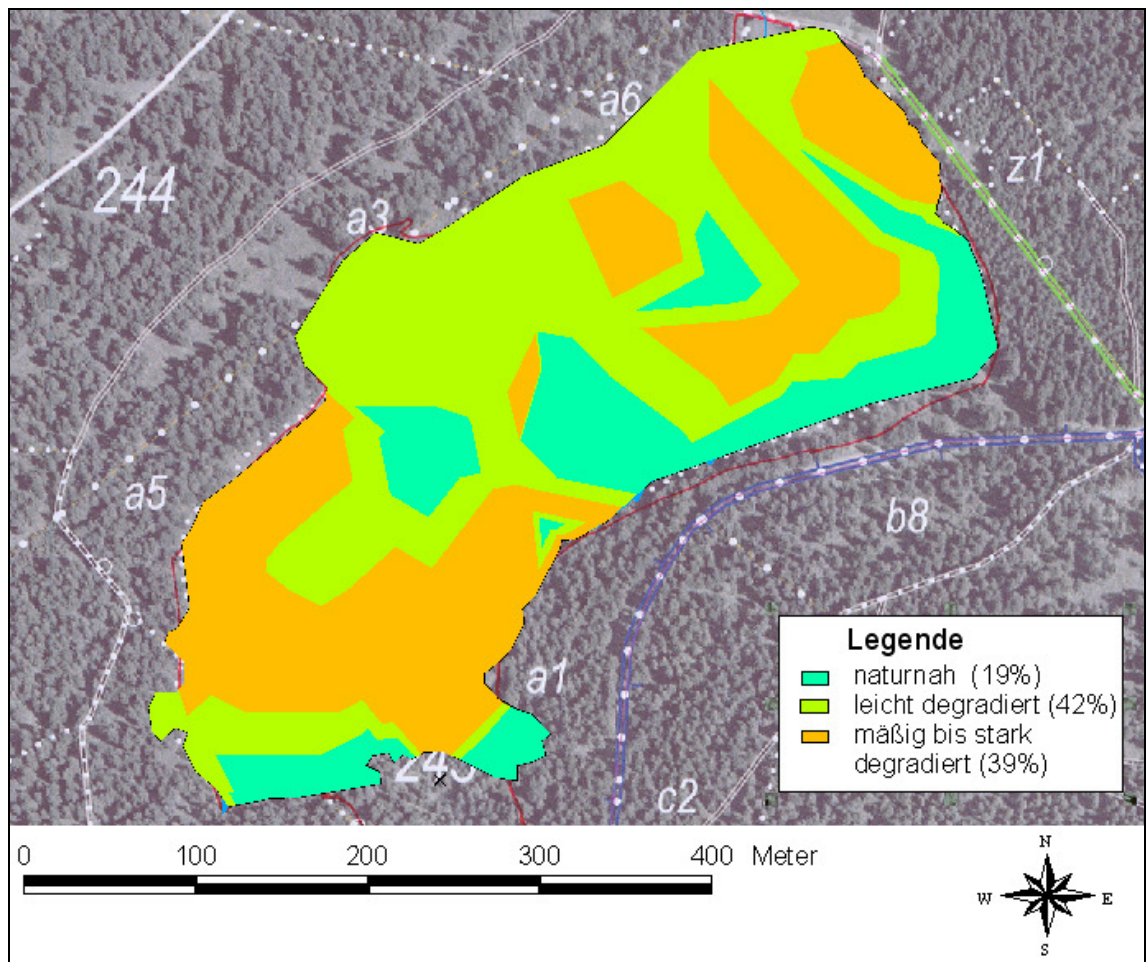 a6
z1
244
a3
a5
b8
Legende
naturnah (19%)
leicht degradiert (42%)
mäßig bis stark
degradiert (39%)
a1
c2
0 100 200 300 400 Meter
N
W E
S